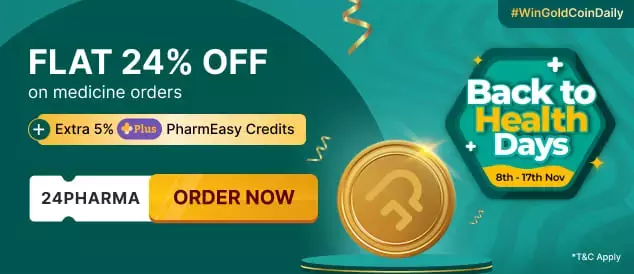 #WinGoldCoinDaily
FLAT 24% OFF
on medicine orders
Extra 5% Plus PharmEasy Credits
24PHARMA
ORDER NOW
Back to
Health
Days
8th - 17th Nov
*T&C Apply